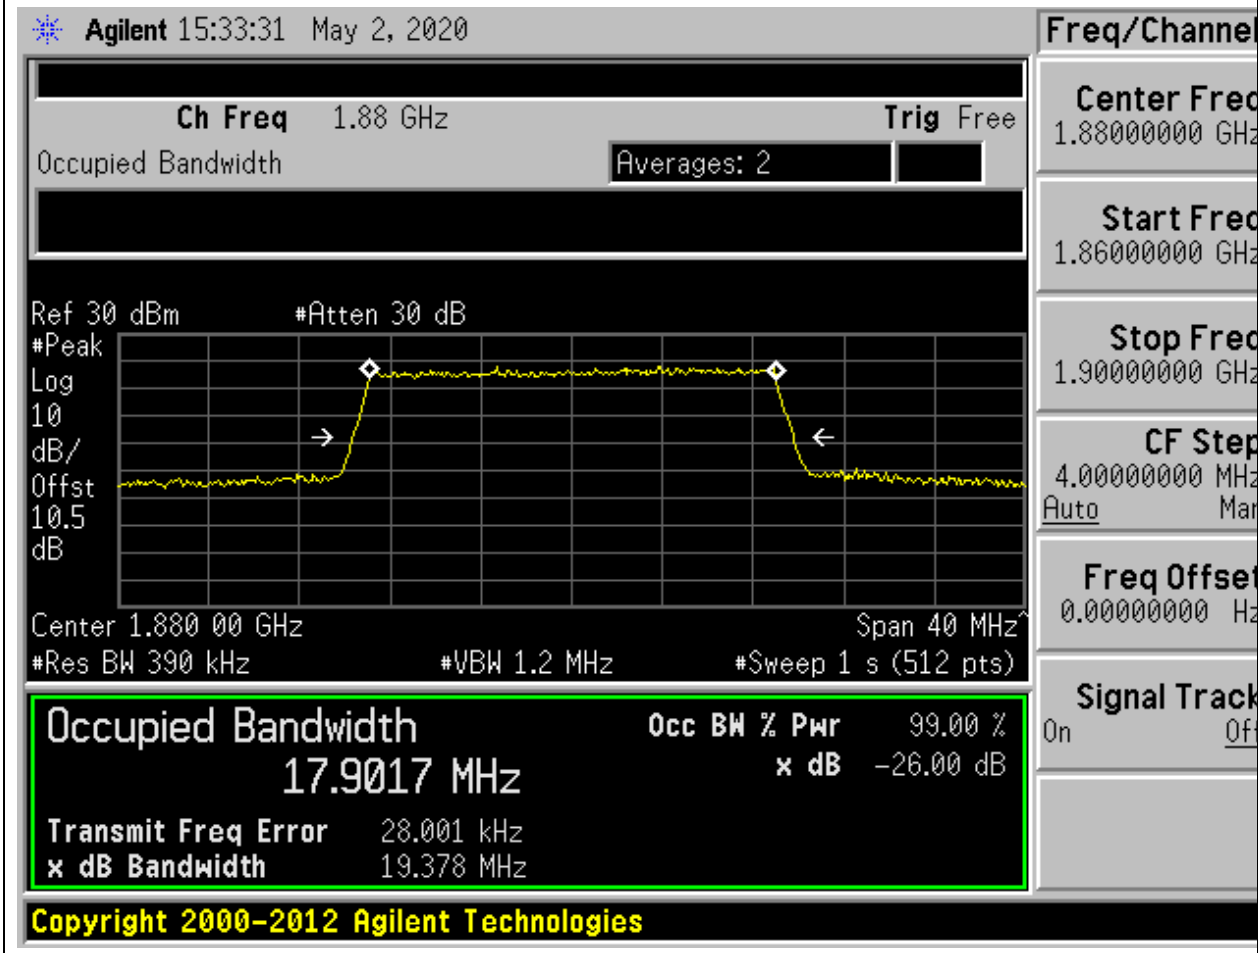 Agilent 15:33:31 May 2, 2020
Freq/Channel
Ch Freq 1.88 GHz Trig Free
Occupied Bandwidth Averages: 2
Center Freq
1.88000000 GHz
Start Freq
1.86000000 GHz
Stop Freq
1.90000000 GHz
CF Step
4.00000000 MHz
Auto Man
Freq Offset
0.00000000 Hz
Signal Track
On Off
Ref 30 dBm #Atten 30 dB
#Peak
Log
10
dB/
Offst
10.5
dB
Center 1.880 00 GHz Span 40 MHz^
#Res BW 390 kHz #VBW 1.2 MHz #Sweep 1 s (512 pts)
Occupied Bandwidth
17.9017 MHz
Occ BW % Pwr 99.00 %
x dB -26.00 dB
Transmit Freq Error 28.001 kHz
x dB Bandwidth 19.378 MHz
Copyright 2000-2012 Agilent Technologies